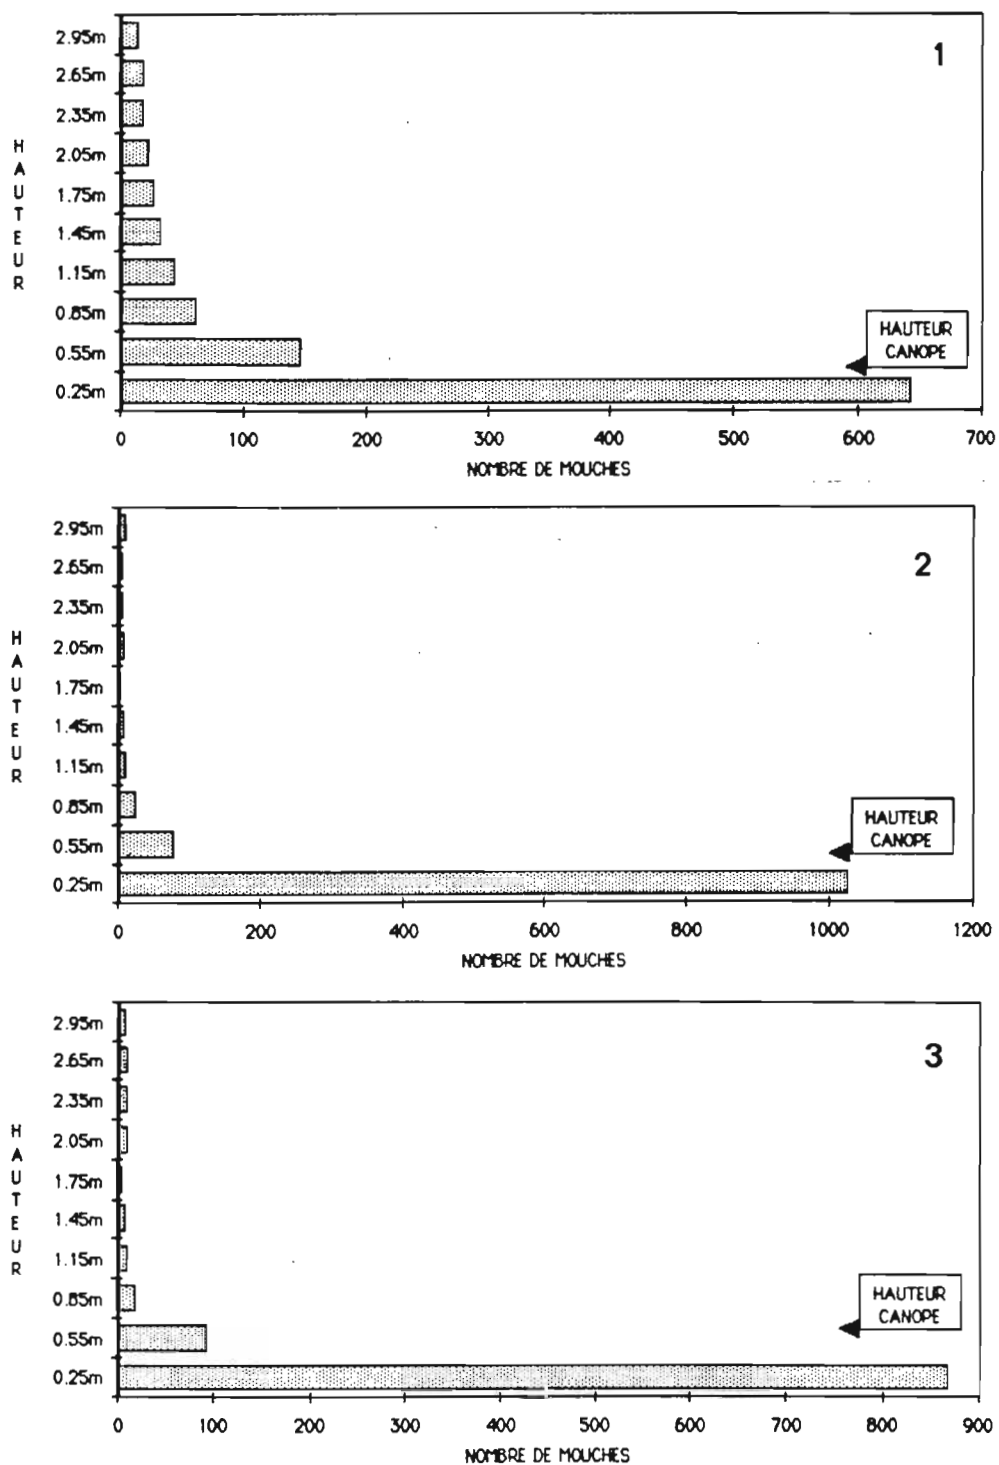 1
2.95m
2.65m
2.35m
2.05m
1.75m
1.45m
1.15m
0.85m
0.55m
0.25m
HAUTEUR
HAUTEUR
CANOPE
0 100 200 300 400 500 600 700
NOMBRE DE MOUCHES
2
2.95m
2.65m
2.35m
2.05m
1.75m
1.45m
1.15m
0.85m
0.55m
0.25m
HAUTEUR
HAUTEUR
CANOPE
0 200 400 600 800 1000 1200
NOMBRE DE MOUCHES
3
2.95m
2.65m
2.35m
2.05m
1.75m
1.45m
1.15m
0.85m
0.55m
0.25m
HAUTEUR
HAUTEUR
CANOPE
0 100 200 300 400 500 600 700 800 900
NOMBRE DE MOUCHES